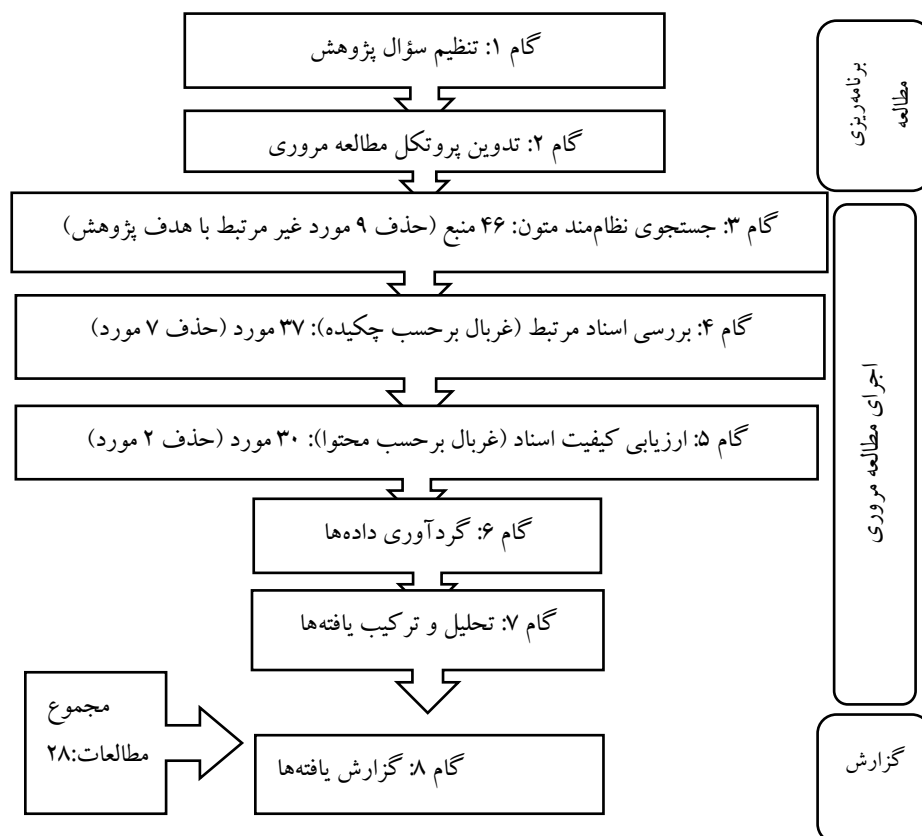 گام ۱: تنظیم سؤال پژوهش
گام ۲: تدوین پروتکل مطالعه مروری
برنامه‌ریزی
مطالعه
گام ۳: جستجوی نظام‌مند متون: ۴۶ منبع (حذف ۹ مورد غیر مرتبط با هدف پژوهش)
گام ۴: بررسی اسناد مرتبط (غربال برحسب چکیده): ۳۷ مورد (حذف ۷ مورد)
گام ۵: ارزیابی کیفیت اسناد (غربال برحسب محتوا): ۳۰ مورد (حذف ۲ مورد)
گام ۶: گردآوری داده‌ها
گام ۷: تحلیل و ترکیب یافته‌ها
اجرای مطالعه مروری
گام ۸: گزارش یافته‌ها
گزارش
مجموع
مطالعات:۲۸